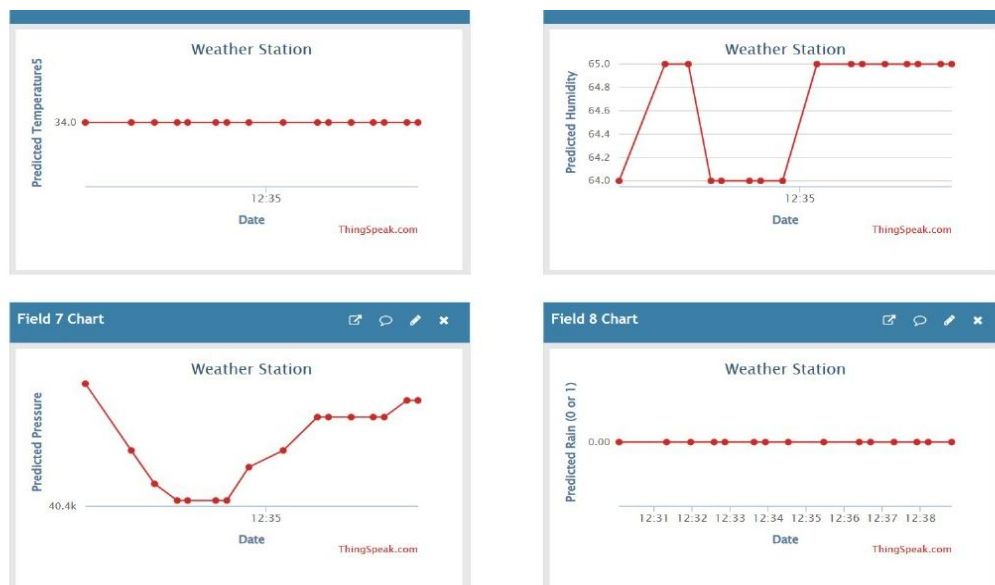 Weather Station
Predicted Temperature5
34.0
12:35
Date
ThingSpeak.com
Weather Station
Predicted Humidity
65.0
64.8
64.6
64.4
64.2
64.0
12:35
Date
ThingSpeak.com
Field 7 Chart
Weather Station
Predicted Pressure
40.4k
12:35
Date
ThingSpeak.com
Field 8 Chart
Weather Station
Predicted Rain (0 or 1)
0.00
12:31 12:32 12:33 12:34 12:35 12:36 12:37 12:38
Date
ThingSpeak.com